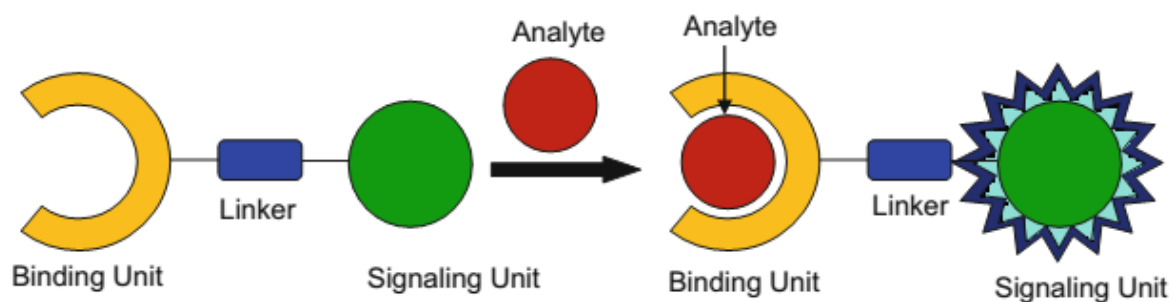 Analyte
Analyte
Linker
Linker
Binding Unit
Signaling Unit
Binding Unit
Signaling Unit